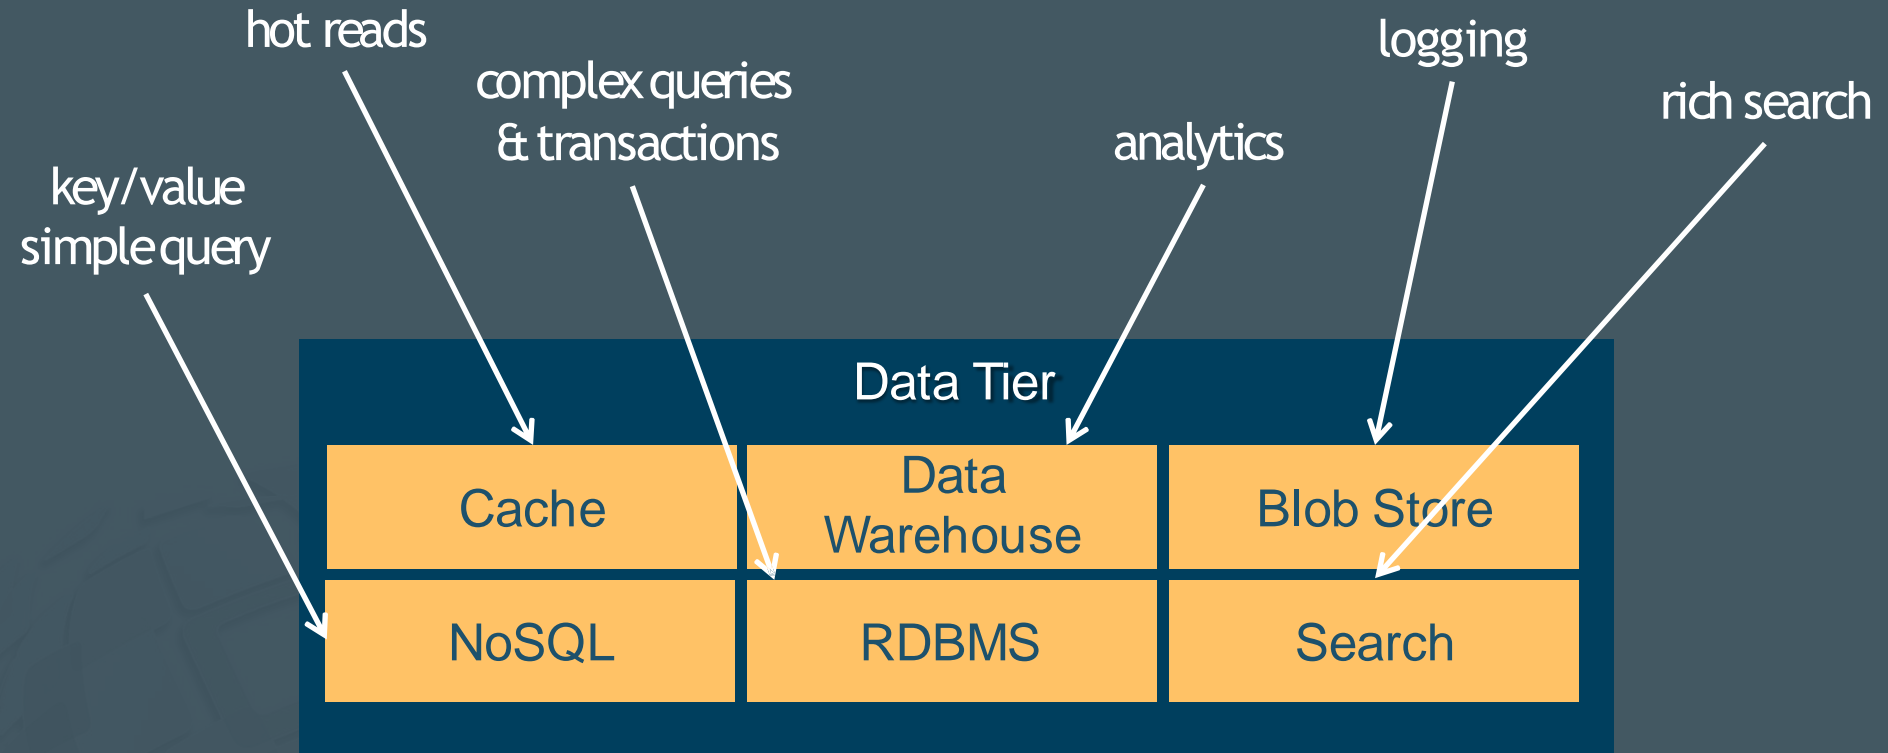 hot reads
logging
complex queries
& transactions
rich search
analytics
key/value
simple query
Data Tier
Cache
Data
Warehouse
Blob Store
NoSQL
RDBMS
Search